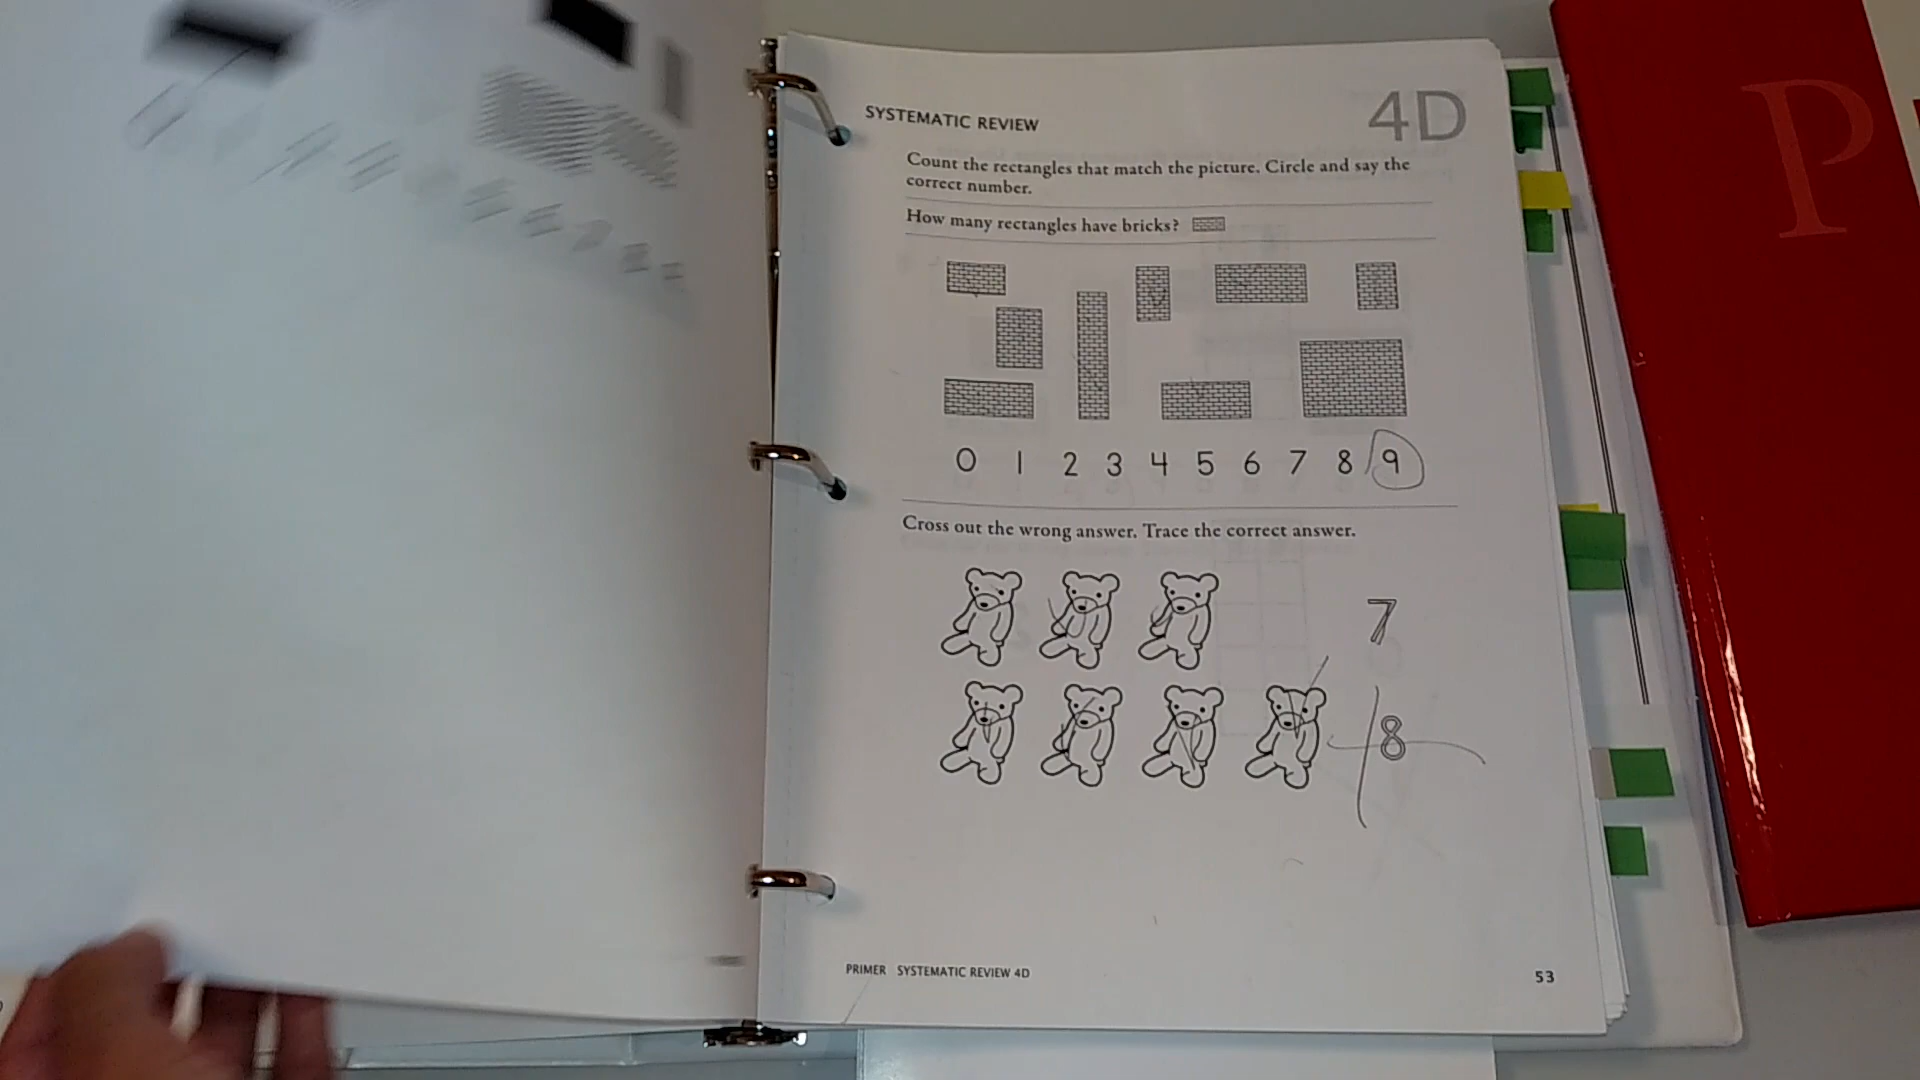 SYSTEMATIC REVIEW
4D
Count the rectangles that match the picture. Circle and say the
correct number.
How many rectangles have bricks?
0 1 2 3 4 5 6 7 8 9
Cross out the wrong answer. Trace the correct answer.
7
8
PRIMER SYSTEMATIC REVIEW 4D
53
P